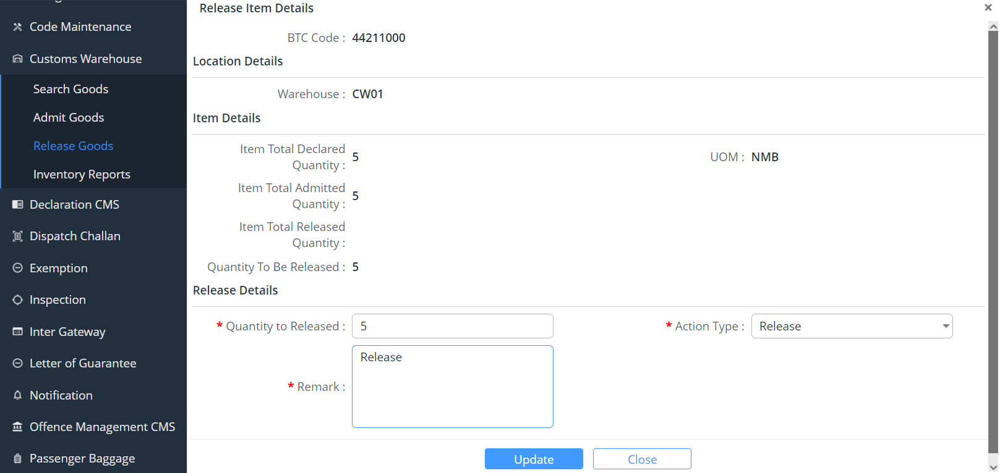 Code Maintenance
Customs Warehouse
Search Goods
Admit Goods
Release Goods
Inventory Reports
Declaration CMS
Dispatch Challan
Exemption
Inspection
Inter Gateway
Letter of Guarantee
Notification
Offence Management CMS
Passenger Baggage
Release Item Details
BTC Code : 44211000
Location Details
Warehouse : CW01
Item Details
Item Total Declared
Quantity : 5
UOM : NMB
Item Total Admitted
Quantity : 5
Item Total Released
Quantity :
Quantity To Be Released : 5
Release Details
* Quantity to Released : 5
* Action Type : Release
* Remark : Release
Update
Close